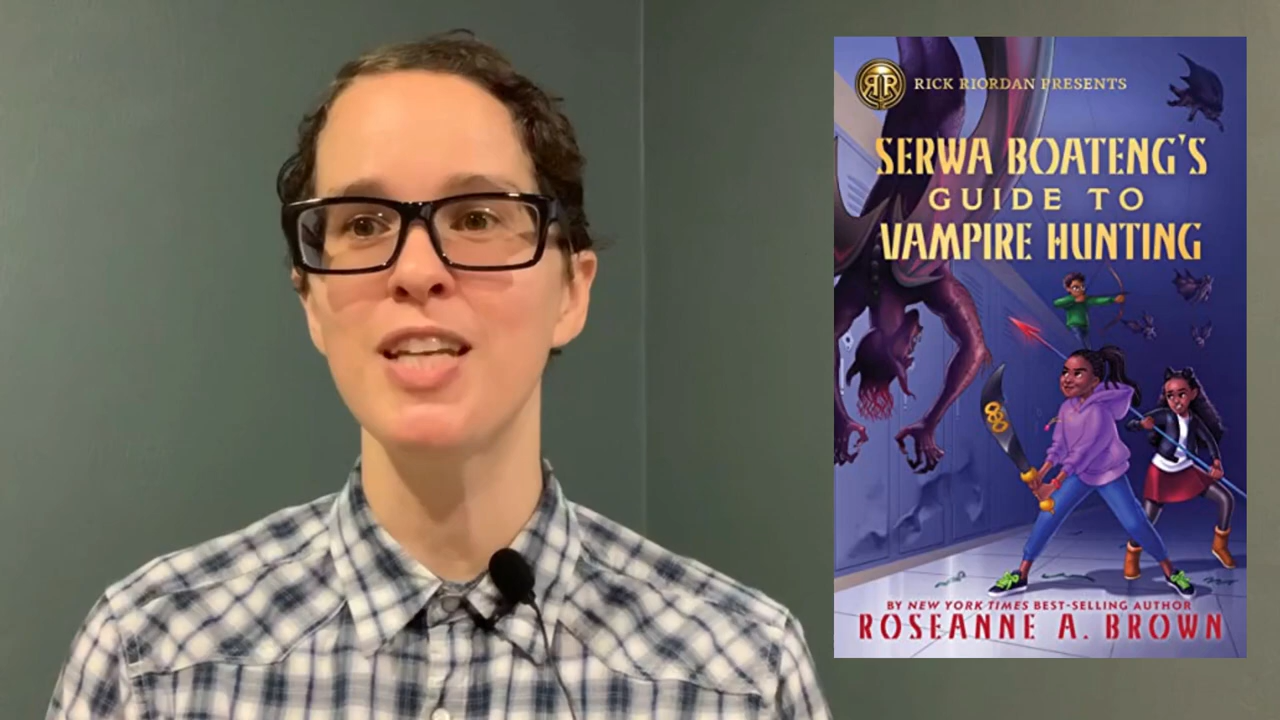 RR
RICK RIORDAN PRESENTS
SERWA BOATENG'S
GUIDE TO
VAMPIRE HUNTING
BY NEW YORK TIMES BEST-SELLING AUTHOR
ROSEANNE A. BROWN